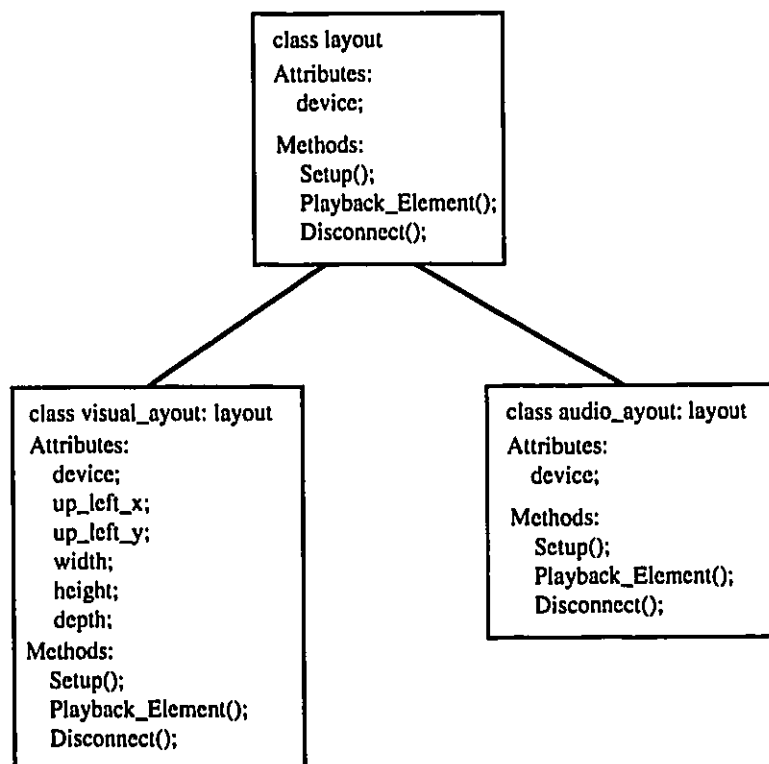 class layout
Attributes:
device;
Methods:
Setup();
Playback_Element();
Disconnect();
class visual_ayout: layout
Attributes:
device;
up_left_x;
up_left_y;
width;
height;
depth;
Methods:
Setup();
Playback_Element();
Disconnect();
class audio_ayout: layout
Attributes:
device;
Methods:
Setup();
Playback_Element();
Disconnect();